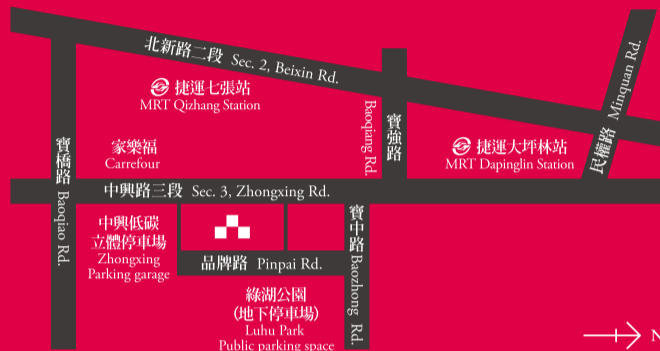 北新路二段 Sec. 2, Beixin Rd.
捷運七張站
MRT Qizhang Station
寶強路 Baoqiang Rd.
民權路 Minquan Rd.
捷運大坪林站
MRT Dapinglin Station
家樂福
Carrefour
寶橋路 Baoqiao Rd.
中興路三段 Sec. 3, Zhongxing Rd.
中興低碳
立體停車場
Zhongxing
Parking garage
寶中路 Baozhong Rd.
品牌路 Pinpai Rd.
綠湖公園
(地下停車場)
Luhu Park
Public parking space
N